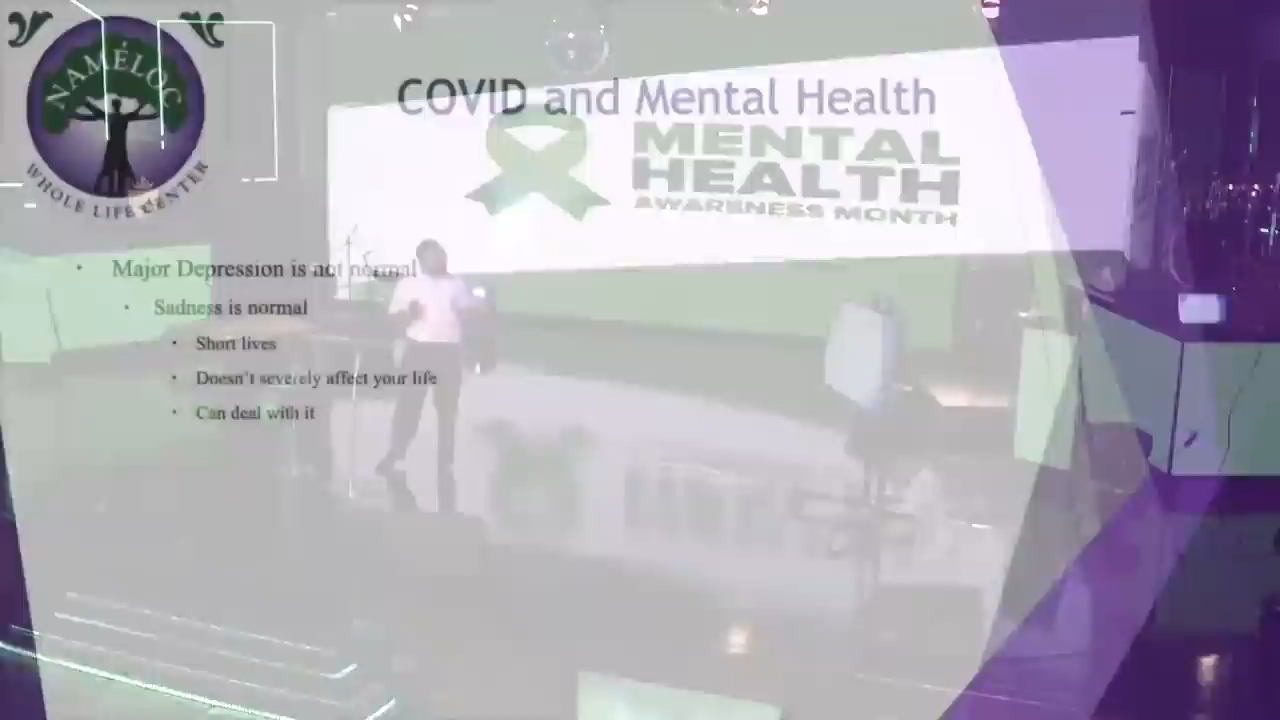 NAMÉLOC
WHOLE LIFE CENTER
COVID and Mental Health
MENTAL
HEALTH
AWARENESS MONTH
• Major Depression is not normal
• Sadness is normal
• Short lives
• Doesn't severely affect your life
• Can deal with it